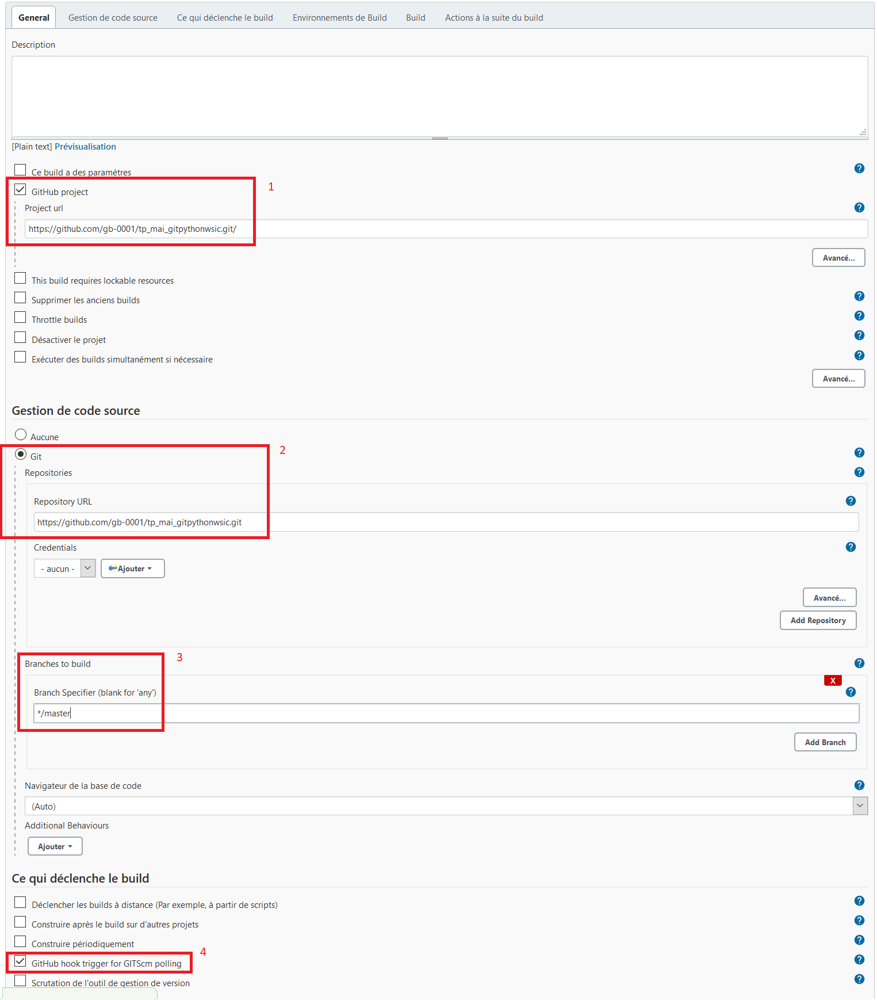 General Gestion de code source Ce qui déclenche le build Environnements de Build Build Actions à la suite du build
Description
[Plain text] Prévisualisation
Ce build a des paramètres ?
GitHub project 1
Project url ?
https://github.com/gb-0001/tp_mai_gitpythonwsic.git/
Avancé...
This build requires lockable resources
Supprimer les anciens builds ?
Throttle builds ?
Désactiver le projet ?
Exécuter des builds simultanément si nécessaire ?
Avancé...
Gestion de code source
Aucune
2
Git ?
Repositories ?
Repository URL ?
https://github.com/gb-0001/tp_mai_gitpythonwsic.git
Credentials ?
- aucun - Ajouter
Avancé...
Add Repository
3
Branches to build ?
X
Branch Specifier (blank for 'any') ?
*/master
Add Branch
Navigateur de la base de code ?
(Auto)
Additional Behaviours
Ajouter
Ce qui déclenche le build
Déclencher les builds à distance (Par exemple, à partir de scripts) ?
Construire après le build sur d'autres projets ?
Construire périodiquement ?
4
GitHub hook trigger for GITScm polling ?
Scrutation de l'outil de gestion de version ?